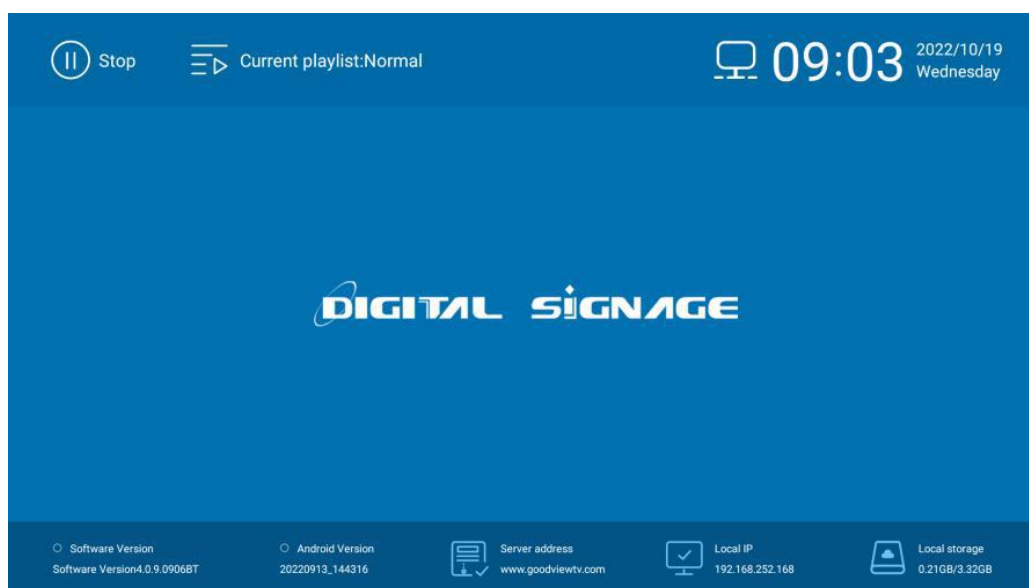 Stop
Current playlist:Normal
09:03
2022/10/19
Wednesday
DIGITAL SIGNAGE
Software Version
Software Version4.0.9.0906BT
Android Version
20220913_144316
Server address
www.goodviewtv.com
Local IP
192.168.252.168
Local storage
0.21GB/3.32GB